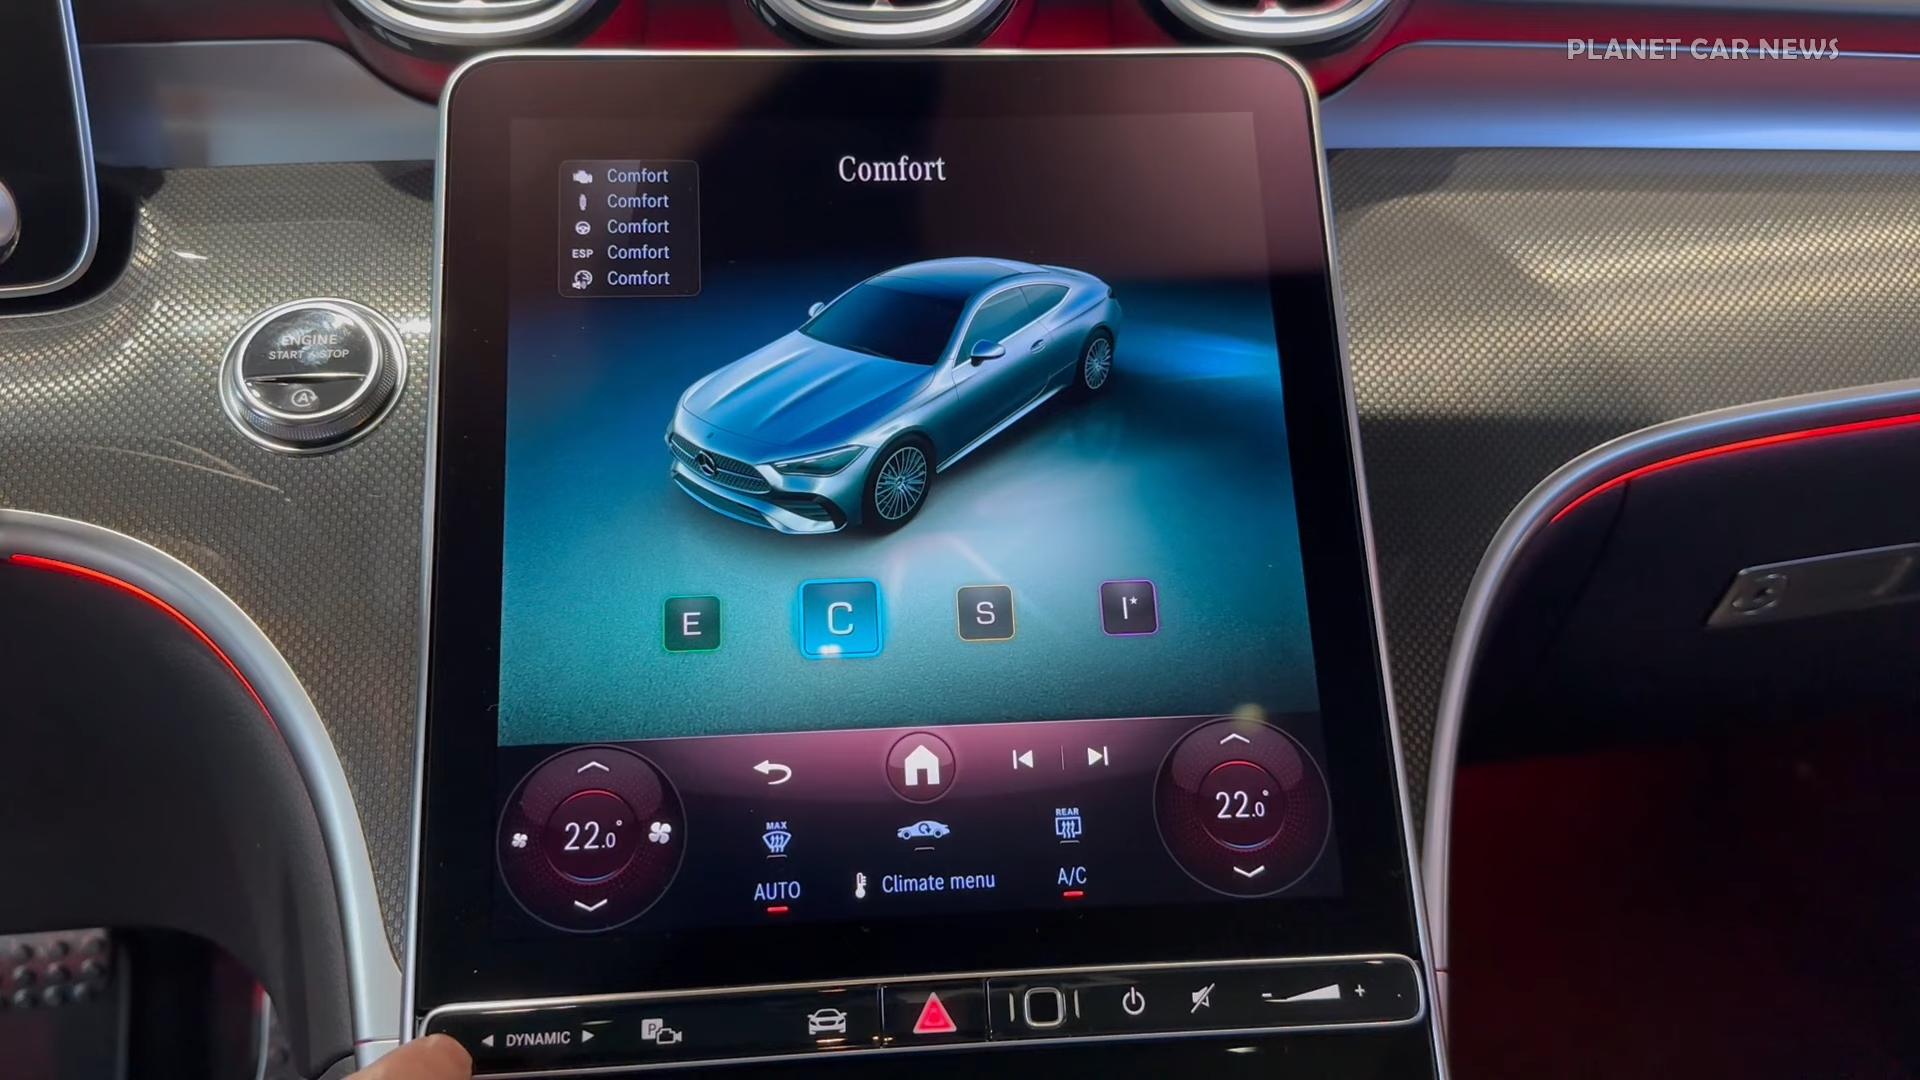 PLANET CAR NEWS
Comfort
Comfort
Comfort
Comfort
ESP Comfort
Comfort
ENGINE
START STOP
A
E
C
S
I*
22.0°
22.0°
MAX
REAR
AUTO
Climate menu
A/C
◀ DYNAMIC ▶
P
- +